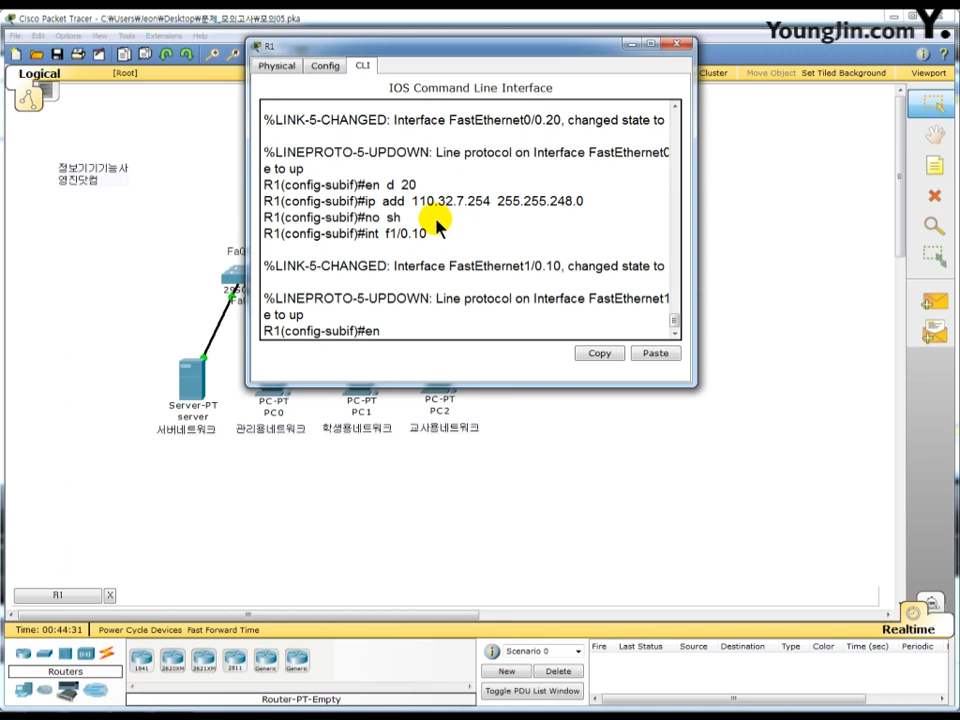 Cisco Packet Tracer - C:\Users\Jeon\Desktop\문제_모의고사\모의05.pka
YoungJin.com Y.
File Edit Options View Tools Extensions Help
Logical
[Root]
Cluster
Move Object
Set Tiled Background
Viewport
R1
Physical
Config
CLI
IOS Command Line Interface
%LINK-5-CHANGED: Interface FastEthernet0/0.20, changed state to
%LINEPROTO-5-UPDOWN: Line protocol on Interface FastEthernet0
e to up
R1(config-subif)#en d 20
R1(config-subif)#ip add 110.32.7.254 255.255.248.0
R1(config-subif)#no sh
R1(config-subif)#int f1/0.10
%LINK-5-CHANGED: Interface FastEthernet1/0.10, changed state to
%LINEPROTO-5-UPDOWN: Line protocol on Interface FastEthernet1
e to up
R1(config-subif)#en
Copy
Paste
정보기기기능사
영진닷컴
Fa0
Server-PT
server
서버네트워크
PC-PT
PC0
관리용네트워크
PC-PT
PC1
학생용네트워크
PC-PT
PC2
교사용네트워크
R1 X
Time: 00:44:31
Power Cycle Devices Fast Forward Time
Realtime
Routers
1841
2620XM
2621XM
2811
Generic
Generic
Router-PT-Empty
Scenario 0
New
Delete
Toggle PDU List Window
Fire
Last Status
Source
Destination
Type
Color
Time (sec)
Periodic